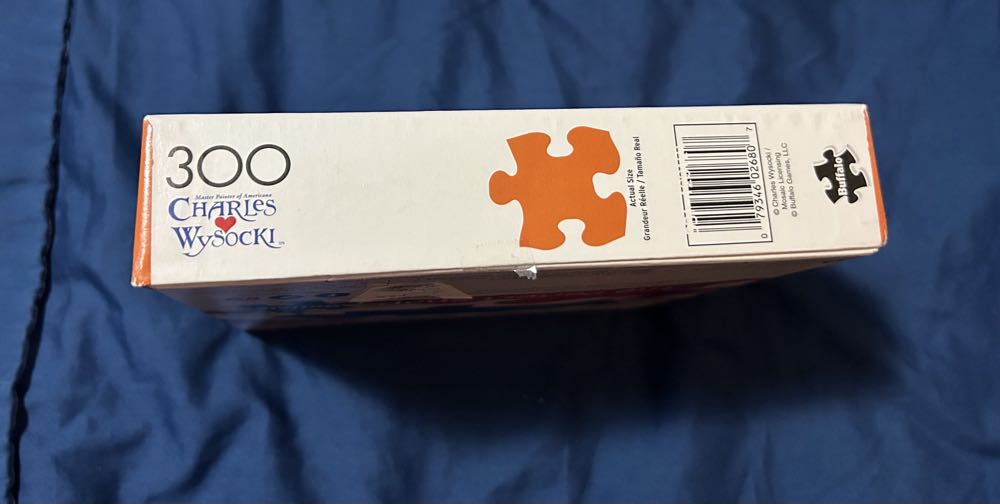 300
Master Painter of Americana
CHARLES
WYSOCKI™
Actual Size
Grandeur Réelle / Tamaño Real
0 79346 02680 7
© Charles Wysocki /
Mosaic Licensing
© Buffalo Games, LLC
Buffalo